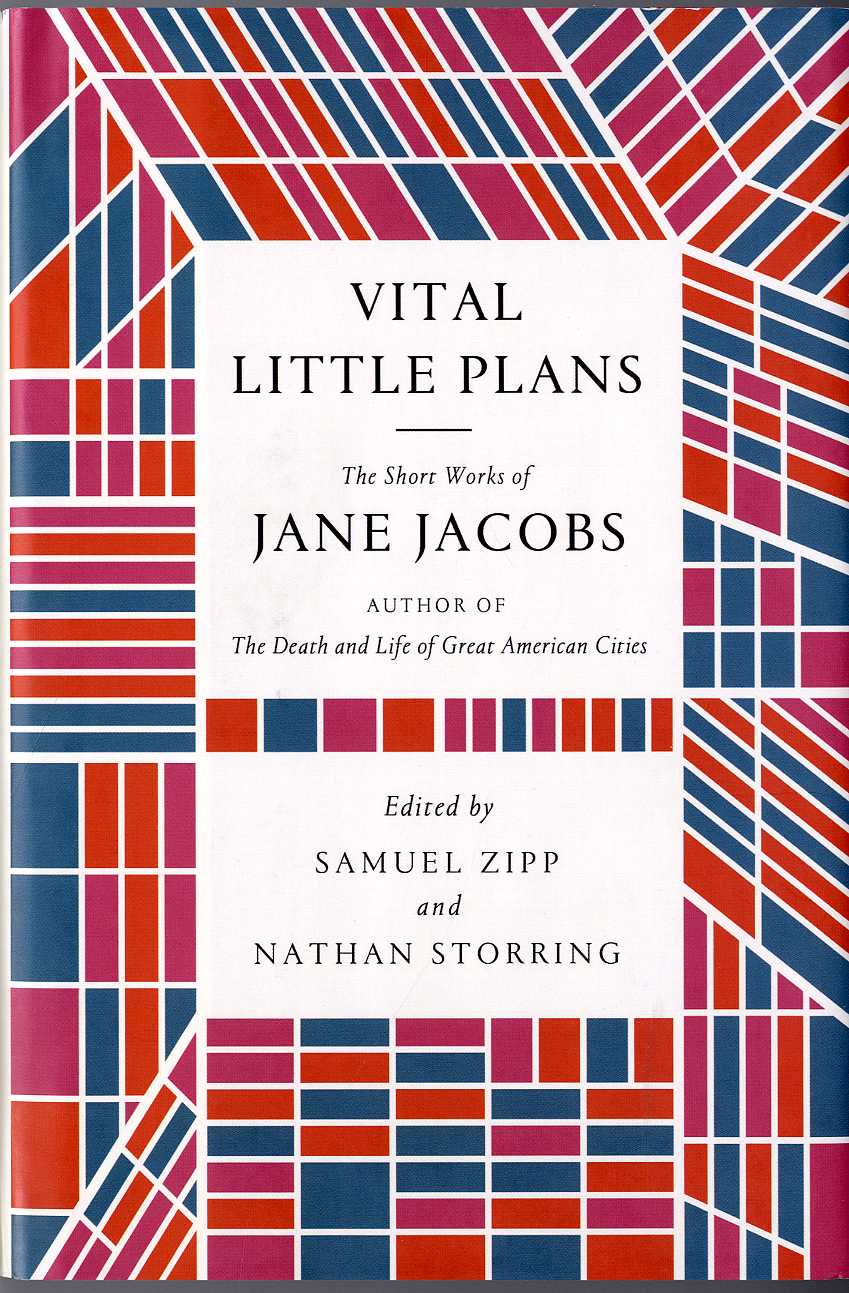 VITAL
LITTLE PLANS
The Short Works of
JANE JACOBS
AUTHOR OF
The Death and Life of Great American Cities
Edited by
SAMUEL ZIPP
and
NATHAN STORRING